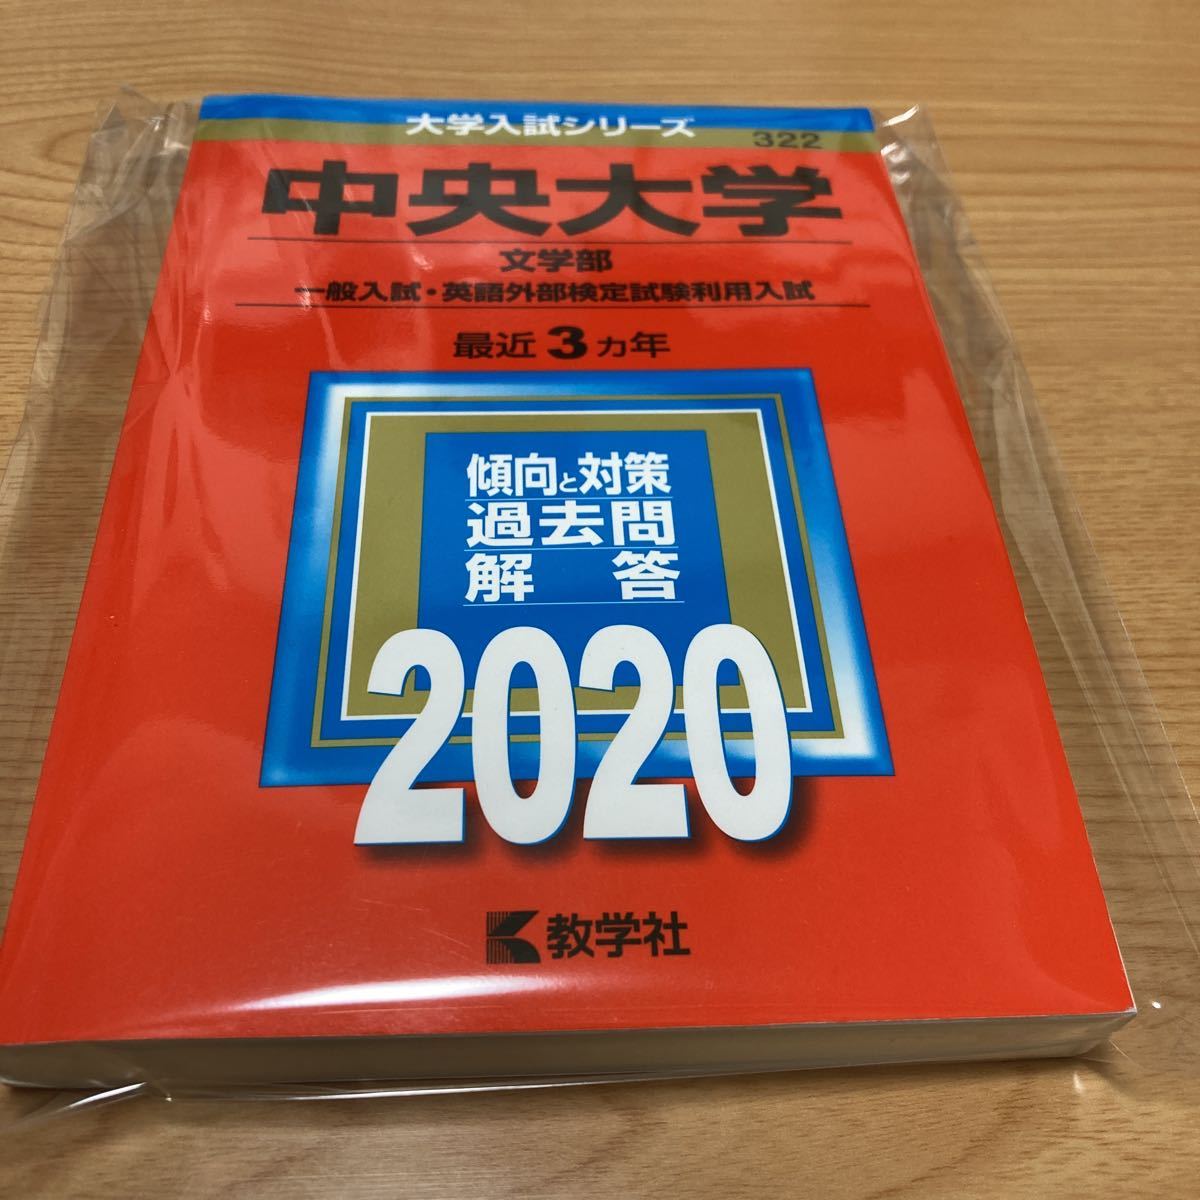 大学入試シリーズ
322
中央大学
文学部
一般入試・英語外部検定試験利用入試
最近3カ年
傾向と対策
過去問
解答
2020
教学社